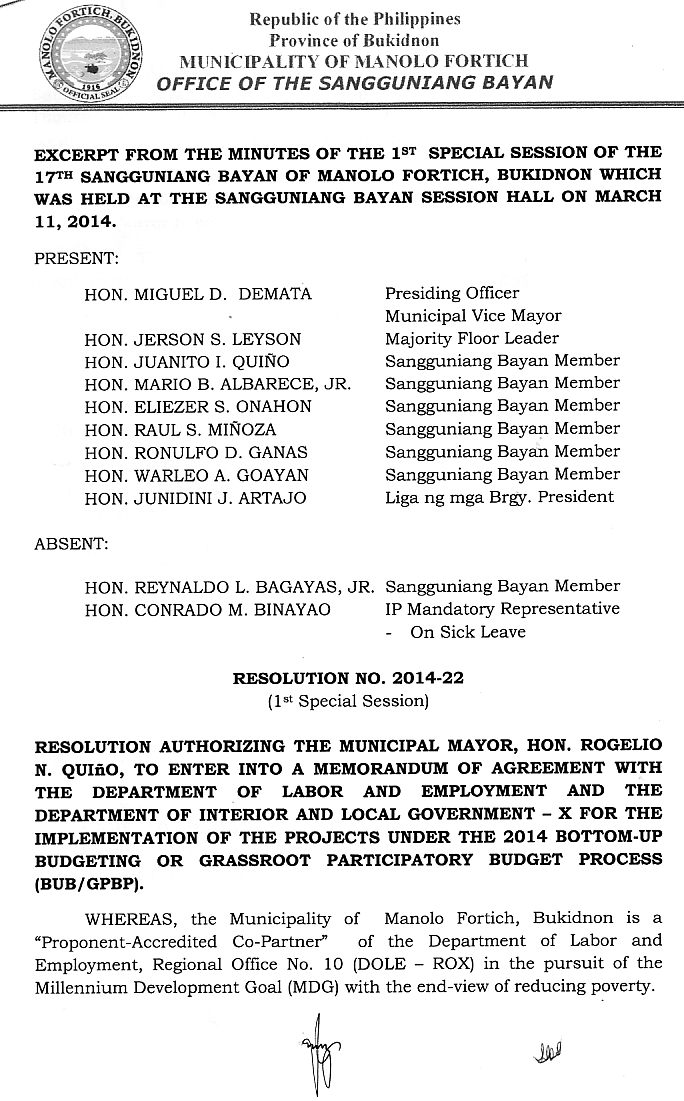 MANOLO FORTICH, BUKIDNON
1916
OFFICIAL SEAL
Republic of the Philippines
Province of Bukidnon
MUNICIPALITY OF MANOLO FORTICH
OFFICE OF THE SANGGUNIANG BAYAN
EXCERPT FROM THE MINUTES OF THE 1ST SPECIAL SESSION OF THE
17TH SANGGUNIANG BAYAN OF MANOLO FORTICH, BUKIDNON WHICH
WAS HELD AT THE SANGGUNIANG BAYAN SESSION HALL ON MARCH
11, 2014.
PRESENT:
HON. MIGUEL D. DEMATA Presiding Officer
Municipal Vice Mayor
HON. JERSON S. LEYSON Majority Floor Leader
HON. JUANITO I. QUIÑO Sangguniang Bayan Member
HON. MARIO B. ALBARECE, JR. Sangguniang Bayan Member
HON. ELIEZER S. ONAHON Sangguniang Bayan Member
HON. RAUL S. MIÑOZA Sangguniang Bayan Member
HON. RONULFO D. GANAS Sangguniang Bayan Member
HON. WARLEO A. GOAYAN Sangguniang Bayan Member
HON. JUNIDINI J. ARTAJO Liga ng mga Brgy. President
ABSENT:
HON. REYNALDO L. BAGAYAS, JR. Sangguniang Bayan Member
HON. CONRADO M. BINAYAO IP Mandatory Representative
- On Sick Leave
RESOLUTION NO. 2014-22
(1st Special Session)
RESOLUTION AUTHORIZING THE MUNICIPAL MAYOR, HON. ROGELIO
N. QUIñO, TO ENTER INTO A MEMORANDUM OF AGREEMENT WITH
THE DEPARTMENT OF LABOR AND EMPLOYMENT AND THE
DEPARTMENT OF INTERIOR AND LOCAL GOVERNMENT – X FOR THE
IMPLEMENTATION OF THE PROJECTS UNDER THE 2014 BOTTOM-UP
BUDGETING OR GRASSROOT PARTICIPATORY BUDGET PROCESS
(BUB/GPBP).
WHEREAS, the Municipality of Manolo Fortich, Bukidnon is a
“Proponent-Accredited Co-Partner” of the Department of Labor and
Employment, Regional Office No. 10 (DOLE – ROX) in the pursuit of the
Millennium Development Goal (MDG) with the end-view of reducing poverty.